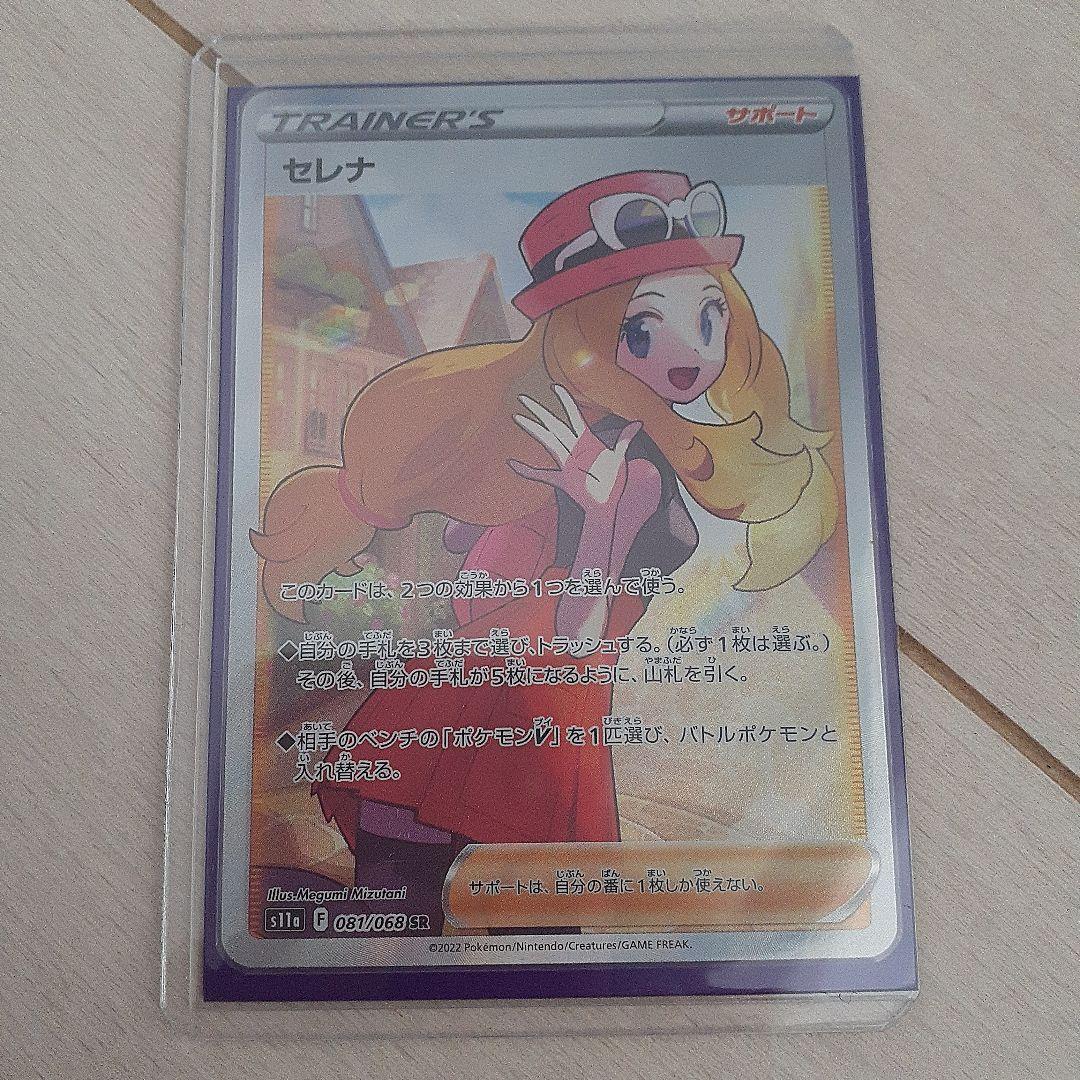 TRAINER'S サポート
セレナ
このカードは、2つの効果から1つを選んで使う。
◆自分の手札を3枚まで選び、トラッシュする。(必ず1枚は選ぶ。)
その後、自分の手札が5枚になるように、山札を引く。
◆相手のベンチの「ポケモンV」を1匹選び、バトルポケモンと
入れ替える。
Illus.Megumi Mizutani
サポートは、自分の番に1枚しか使えない。
s11a F 081/068 SR
©2022 Pokémon/Nintendo/Creatures/GAME FREAK.